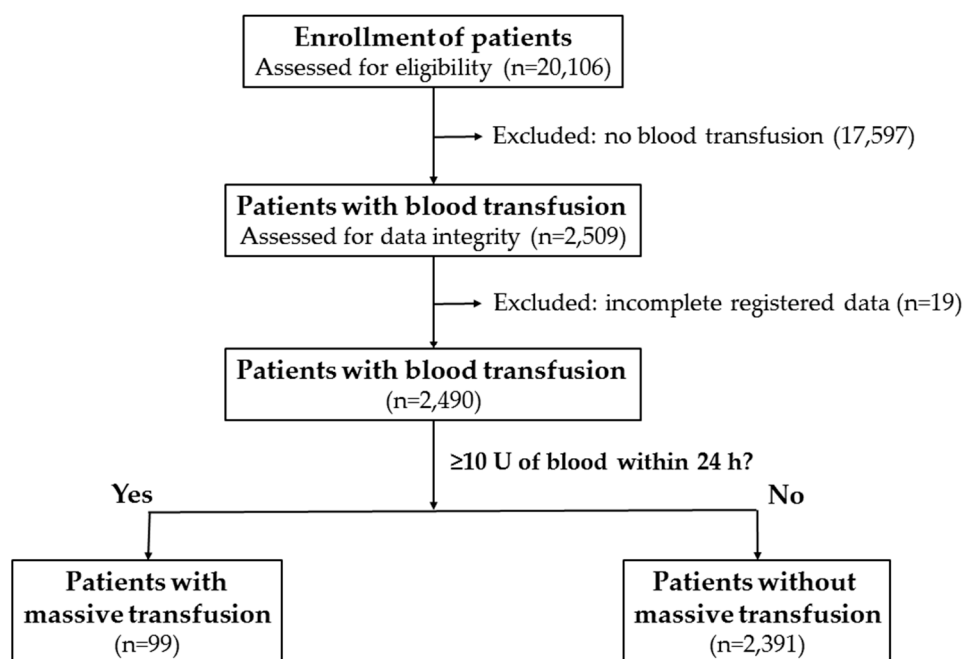 Enrollment of patients
Assessed for eligibility (n=20,106)
Excluded: no blood transfusion (17,597)
Patients with blood transfusion
Assessed for data integrity (n=2,509)
Excluded: incomplete registered data (n=19)
Patients with blood transfusion
(n=2,490)
≥10 U of blood within 24 h?
Yes
No
Patients with
massive transfusion
(n=99)
Patients without
massive transfusion
(n=2,391)